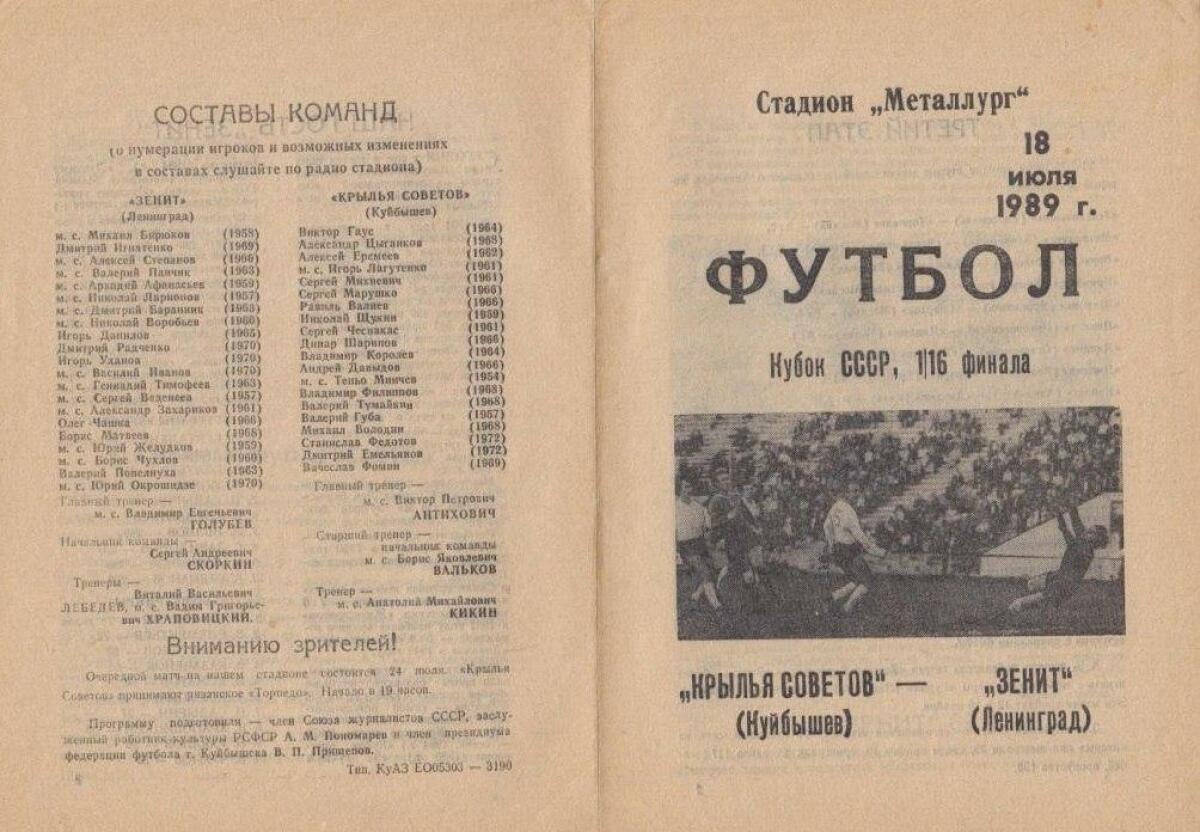 СОСТАВЫ КОМАНД
(о нумерации игроков и возможных изменениях
в составах слушайте по радио стадиона)
«ЗЕНИТ»
(Ленинград)
м. с. Михаил Бирюков (1958)
Дмитрий Игнатенко (1969)
м. с. Алексей Степанов (1960)
м. с. Валерий Панчик (1963)
м. с. Аркадий Афанасьев (1959)
м. с. Николай Ларионов (1957)
м. с. Дмитрий Баранник (1963)
м. с. Николай Воробьев (1960)
Игорь Данилов (1965)
Дмитрий Радченко (1970)
Игорь Уданов (1970)
м. с. Василий Иванов (1970)
м. с. Геннадий Тимофеев (1963)
м. с. Сергей Веденеев (1957)
м. с. Александр Захариков (1961)
Олег Чашка (1966)
Борис Матвеев (1968)
м. с. Юрий Желудков (1959)
м. с. Борис Чухлов (1960)
Валерий Попелнуха (1963)
м. с. Юрий Окрошидзе (1970)
Главный тренер —
м. с. Владимир Евгеньевич
ГОЛУБЕВ
Начальник команды —
Сергей Андреевич
СКОРКИН
Тренеры —
Виталий Васильевич
ЛЕБЕДЕВ, м. с. Вадим Григорье-
вич ХРАПОВИЦКИЙ.
«КРЫЛЬЯ СОВЕТОВ»
(Куйбышев)
Виктор Гаус (1964)
Александр Цыганков (1968)
Алексей Еремеев (1962)
м. с. Игорь Лагутенко (1961)
Сергей Михневич (1961)
Сергей Марушко (1966)
Равиль Валиев (1966)
Николай Щукин (1959)
Сергей Чеснакас (1961)
Динар Шарипов (1966)
Владимир Королев (1964)
Андрей Давыдов (1966)
м. с. Теньо Минчев (1954)
Владимир Филиппов (1968)
Валерий Тумайкин (1968)
Валерий Губа (1967)
Михаил Володин (1968)
Станислав Федотов (1972)
Дмитрий Емельянов (1972)
Вячеслав Фомин (1969)
Главный тренер —
м. с. Виктор Петрович
АНТИХОВИЧ
Старший тренер —
начальник команды
м. с. Борис Яковлевич
ВАЛЬКОВ
Тренер —
м. с. Анатолий Михайлович
КИКИН
Вниманию зрителей!
Очередной матч на нашем стадионе состоится 24 июля. «Крылья
Советов» принимают рязанское «Торпедо». Начало в 19 часов.
Программу подготовили — член Союза журналистов СССР, заслу-
женный работник культуры РСФСР А. М. Пономарев и член президиума
федерации футбола г. Куйбышева В. П. Прищепов.
Тип. КуАЗ ЕО05303 — 3190
Стадион „Металлург“
18
июля
1989 г.
ФУТБОЛ
Кубок СССР, 1/16 финала
„КРЫЛЬЯ СОВЕТОВ“ — „ЗЕНИТ“
(Куйбышев) (Ленинград)